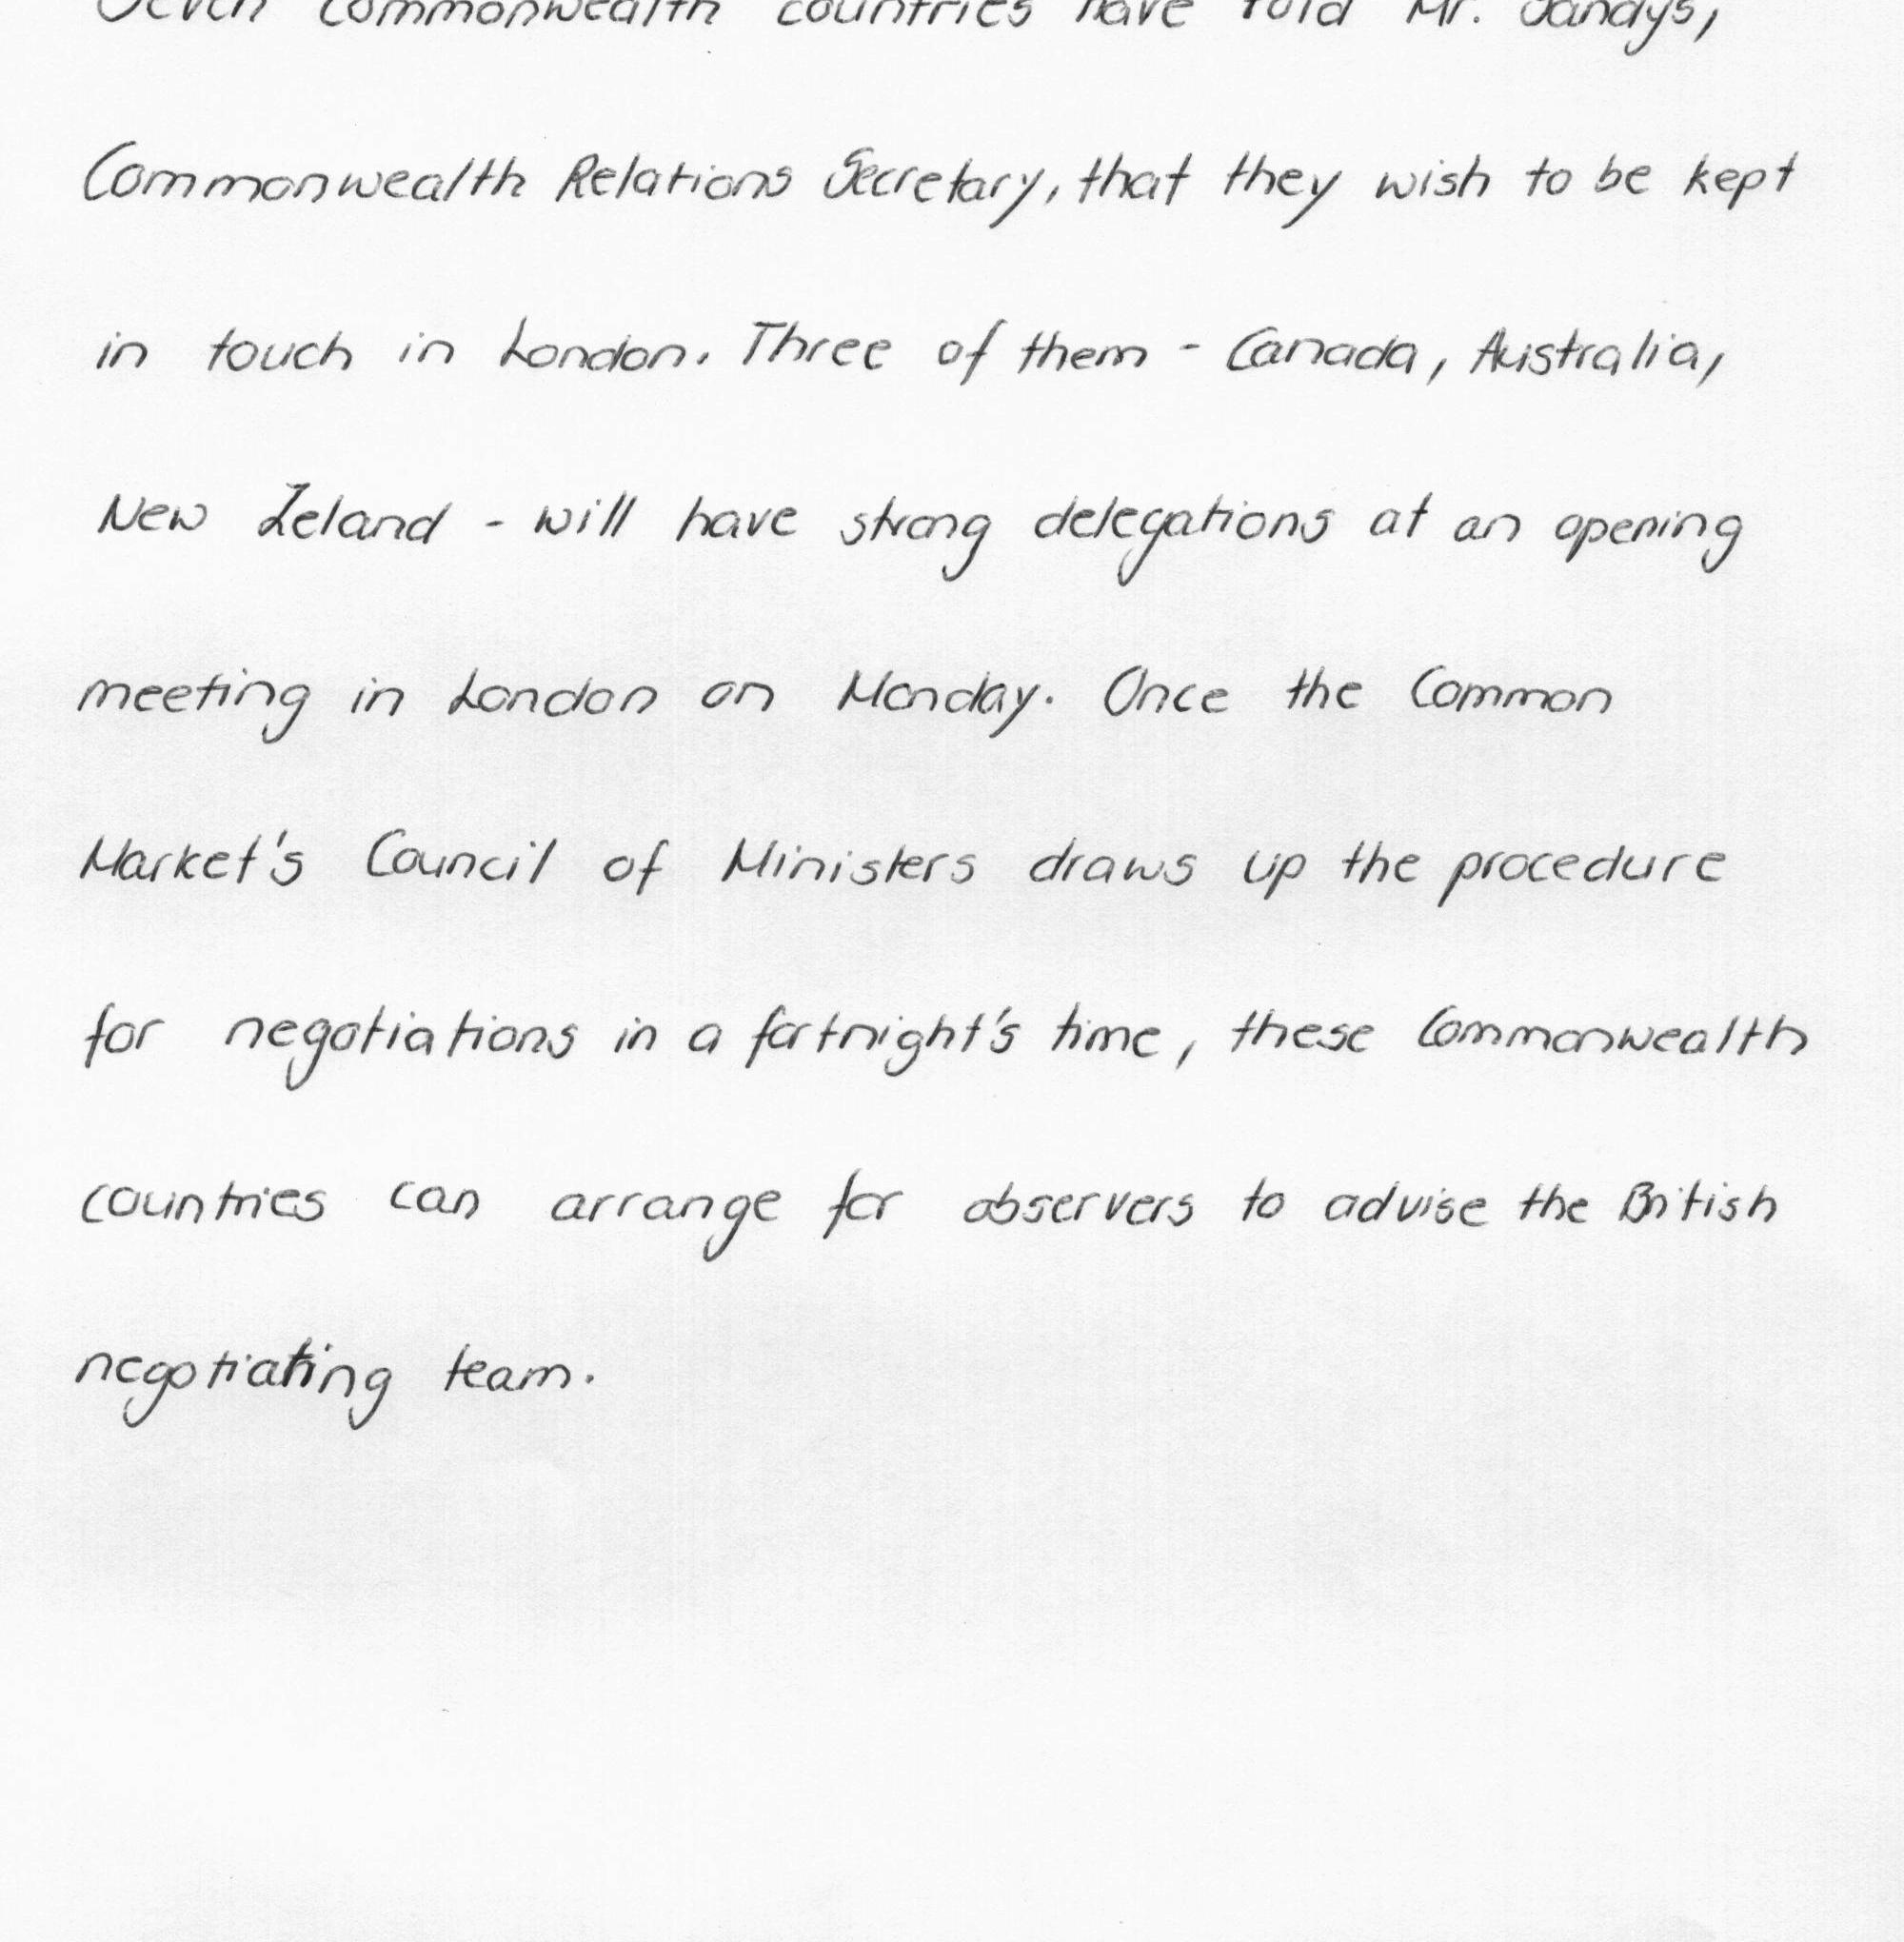 Seven Commonwealth countries have told Mr. Sandys,
Commonwealth Relations Secretary, that they wish to be kept
in touch in London. Three of them - Canada, Australia,
New Zeland - will have strong delegations at an opening
meeting in London on Monday. Once the Common
Market's Council of Ministers draws up the procedure
for negotiations in a fortnight's time, these Commonwealth
countries can arrange for observers to advise the British
negotiating team.